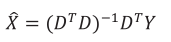 X̂ = (DᵀD)⁻¹DᵀY